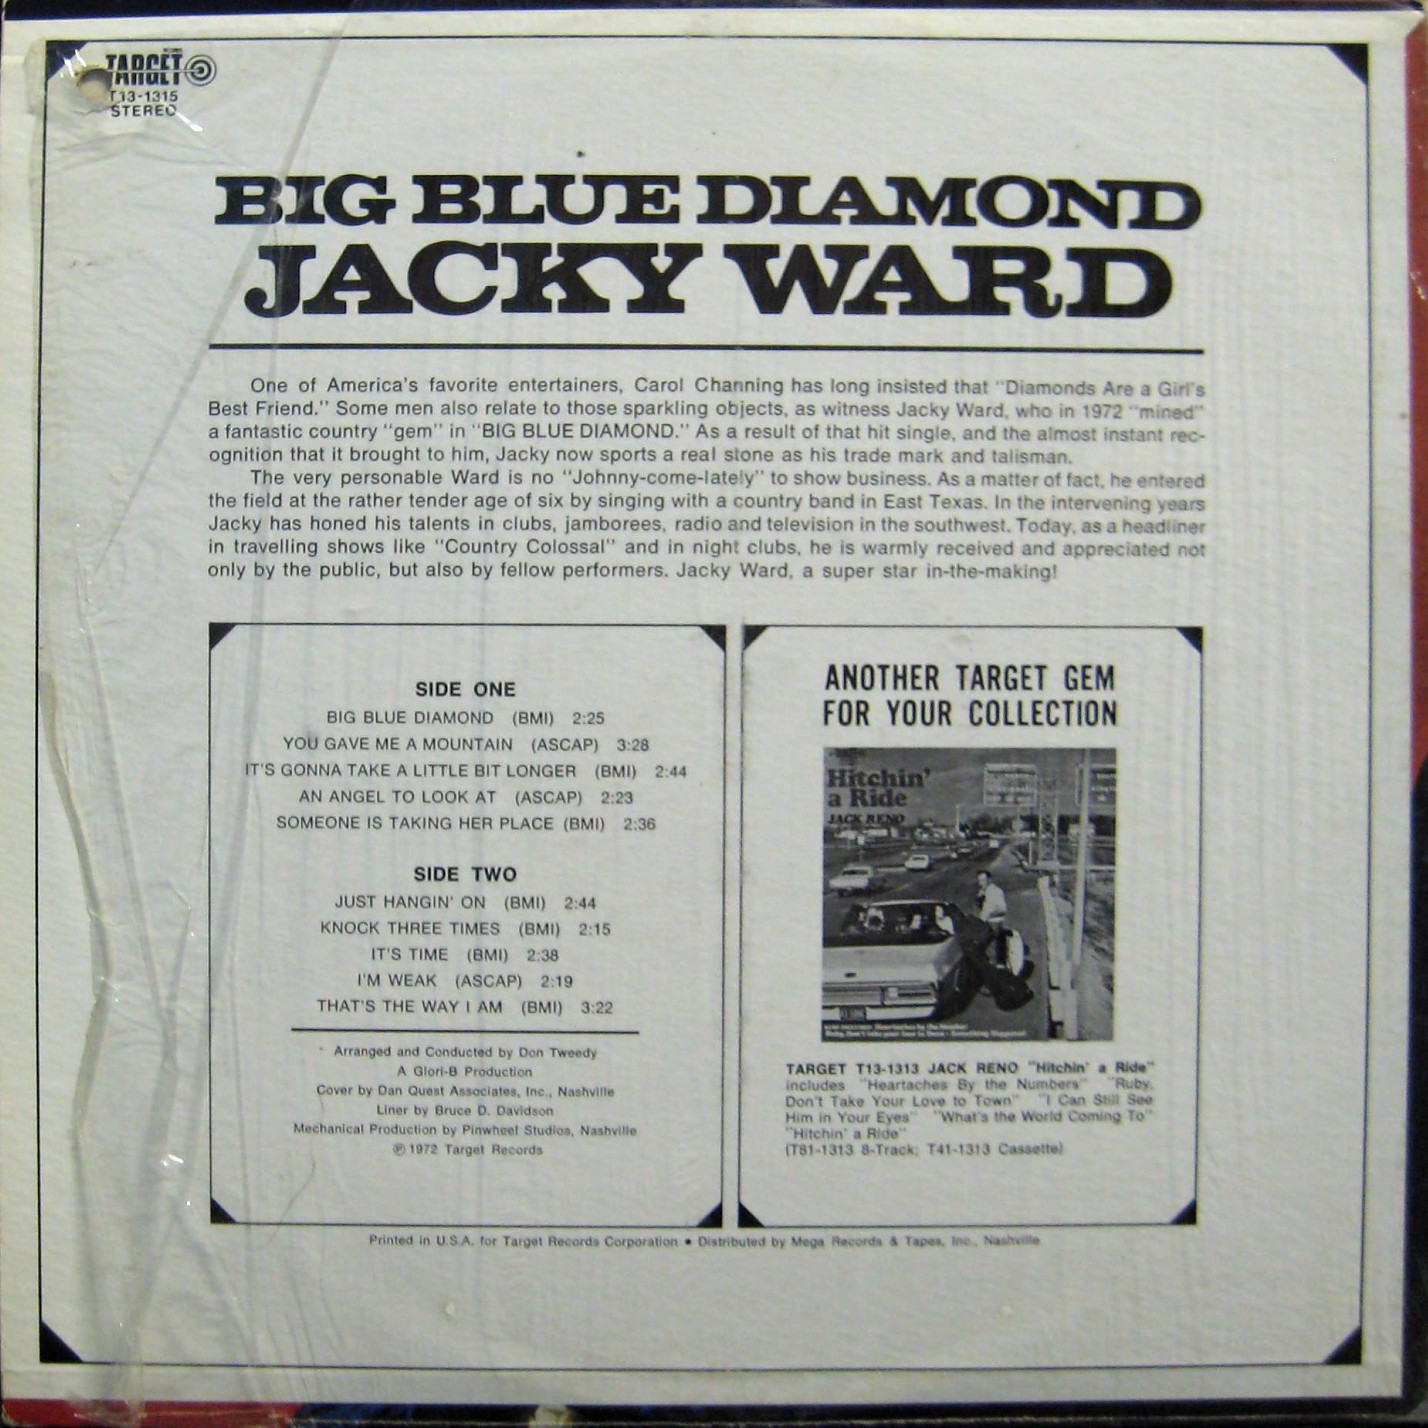 TARGET
T13-1315
STEREO
BIG BLUE DIAMOND
JACKY WARD
One of America's favorite entertainers, Carol Channing has long insisted that "Diamonds Are a Girl's
Best Friend." Some men also relate to those sparkling objects, as witness Jacky Ward, who in 1972 "mined"
a fantastic country "gem" in "BIG BLUE DIAMOND." As a result of that hit single, and the almost instant rec-
ognition that it brought to him, Jacky now sports a real stone as his trade mark and talisman.
The very personable Ward is no "Johnny-come-lately" to show business. As a matter of fact, he entered
the field at the rather tender age of six by singing with a country band in East Texas. In the intervening years
Jacky has honed his talents in clubs, jamborees, radio and television in the southwest. Today, as a headliner
in travelling shows like "Country Colossal" and in night clubs, he is warmly received and appreciated not
only by the public, but also by fellow performers. Jacky Ward, a super star in-the-making!
SIDE ONE
BIG BLUE DIAMOND (BMI) 2:25
YOU GAVE ME A MOUNTAIN (ASCAP) 3:28
IT'S GONNA TAKE A LITTLE BIT LONGER (BMI) 2:44
AN ANGEL TO LOOK AT (ASCAP) 2:23
SOMEONE IS TAKING HER PLACE (BMI) 2:36
SIDE TWO
JUST HANGIN' ON (BMI) 2:44
KNOCK THREE TIMES (BMI) 2:15
IT'S TIME (BMI) 2:38
I'M WEAK (ASCAP) 2:19
THAT'S THE WAY I AM (BMI) 3:22
Arranged and Conducted by Don Tweedy
A Glori-B Production
Cover by Dan Quest Associates, Inc., Nashville
Liner by Bruce D. Davidson
Mechanical Production by Pinwheel Studios, Nashville
℗ 1972 Target Records
ANOTHER TARGET GEM
FOR YOUR COLLECTION
Hitchin'
a Ride
JACK RENO
TARGET T13-1313 JACK RENO "Hitchin' a Ride"
includes "Heartaches By the Numbers" "Ruby,
Don't Take Your Love to Town" "I Can Still See
Him in Your Eyes" "What's the World Coming To"
"Hitchin' a Ride"
(T81-1313 8-Track; T41-1313 Cassette)
Printed in U.S.A. for Target Records Corporation • Distributed by Mega Records & Tapes, Inc., Nashville